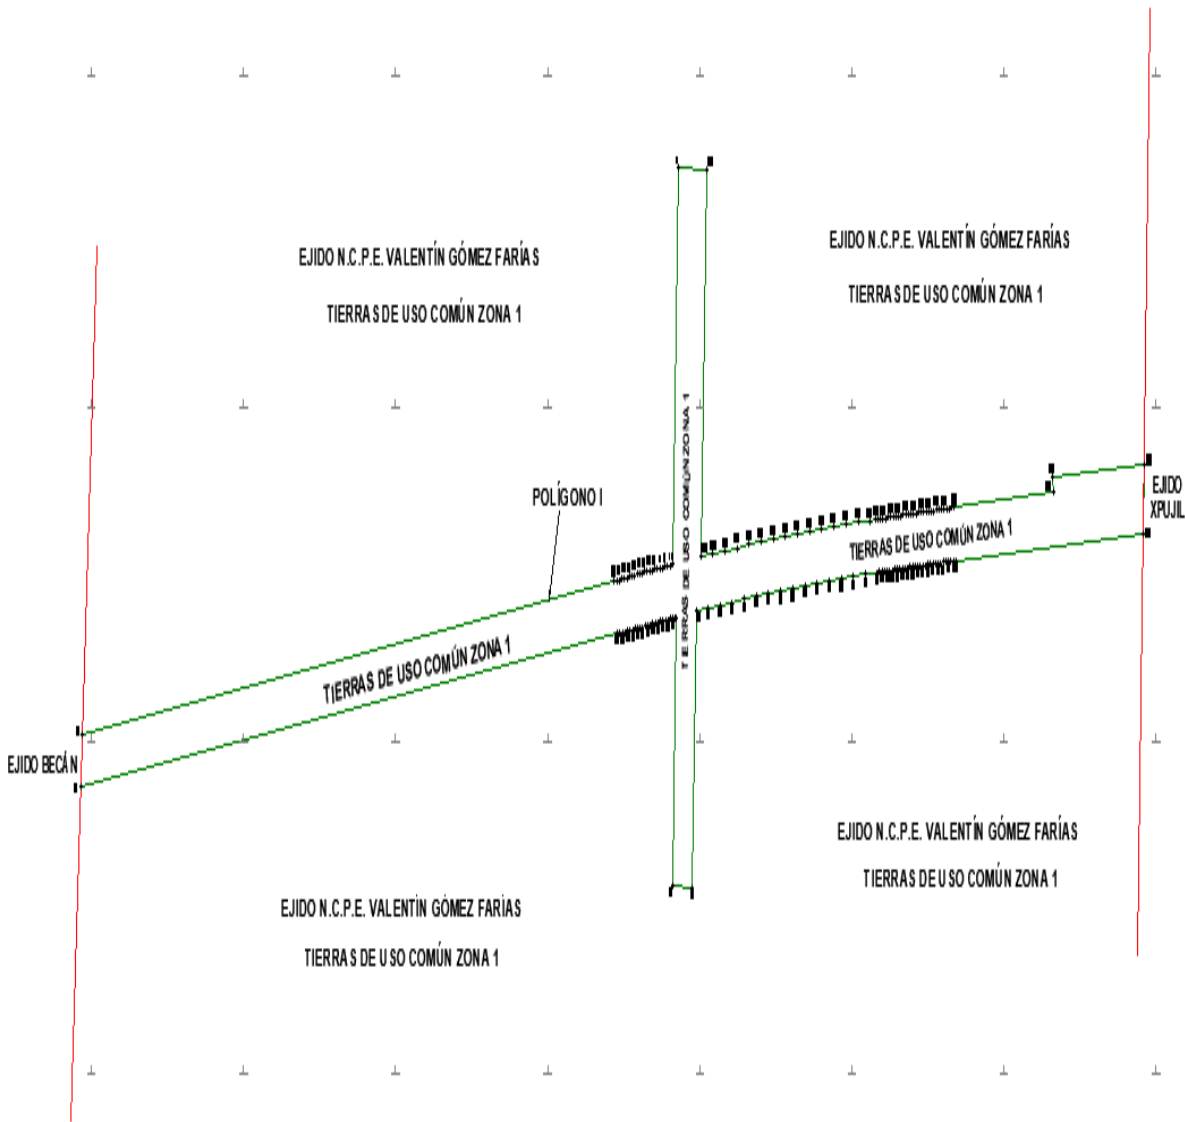 EJIDO N.C.P.E. VALENTÍN GÓMEZ FARÍAS
TIERRAS DE USO COMÚN ZONA 1
EJIDO N.C.P.E. VALENTÍN GÓMEZ FARÍAS
TIERRAS DE USO COMÚN ZONA 1
TIERRAS DE USO COMÚN ZONA 1
POLÍGONO I
EJIDO
XPUJIL
TIERRAS DE USO COMÚN ZONA 1
TIERRAS DE USO COMÚN ZONA 1
EJIDO BECÁN
EJIDO N.C.P.E. VALENTÍN GÓMEZ FARÍAS
TIERRAS DE USO COMÚN ZONA 1
EJIDO N.C.P.E. VALENTÍN GÓMEZ FARÍAS
TIERRAS DE USO COMÚN ZONA 1